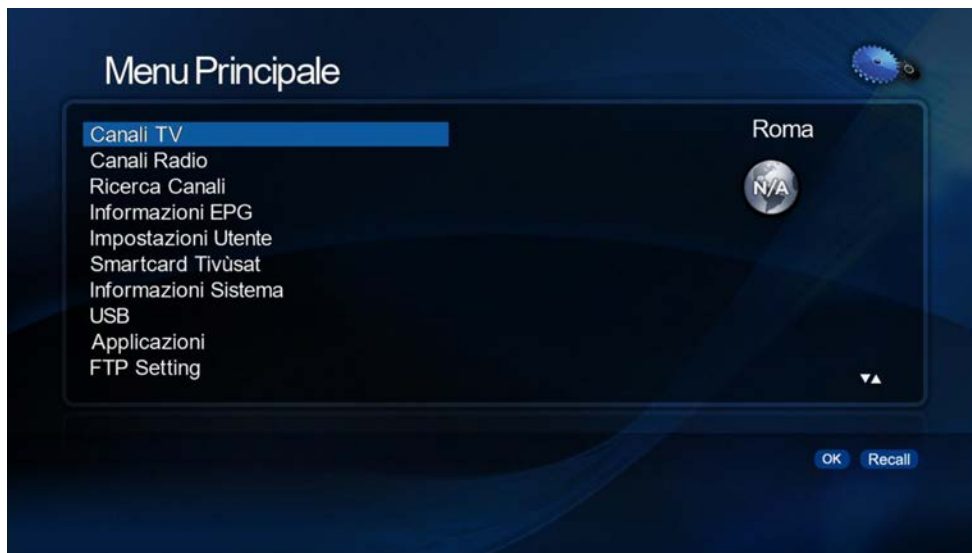 Menu Principale
Canali TV
Roma
Canali Radio
N/A
Ricerca Canali
Informazioni EPG
Impostazioni Utente
Smartcard Tivùsat
Informazioni Sistema
USB
Applicazioni
FTP Setting
OK Recall